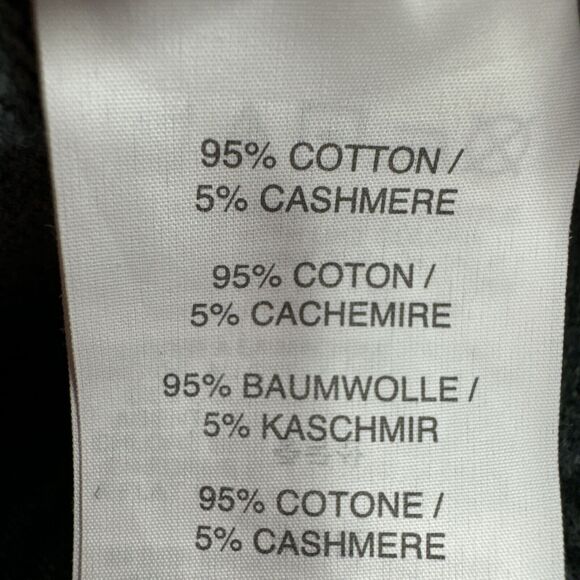 95% COTTON /
5% CASHMERE
95% COTON /
5% CACHEMIRE
95% BAUMWOLLE /
5% KASCHMIR
95% COTONE /
5% CASHMERE